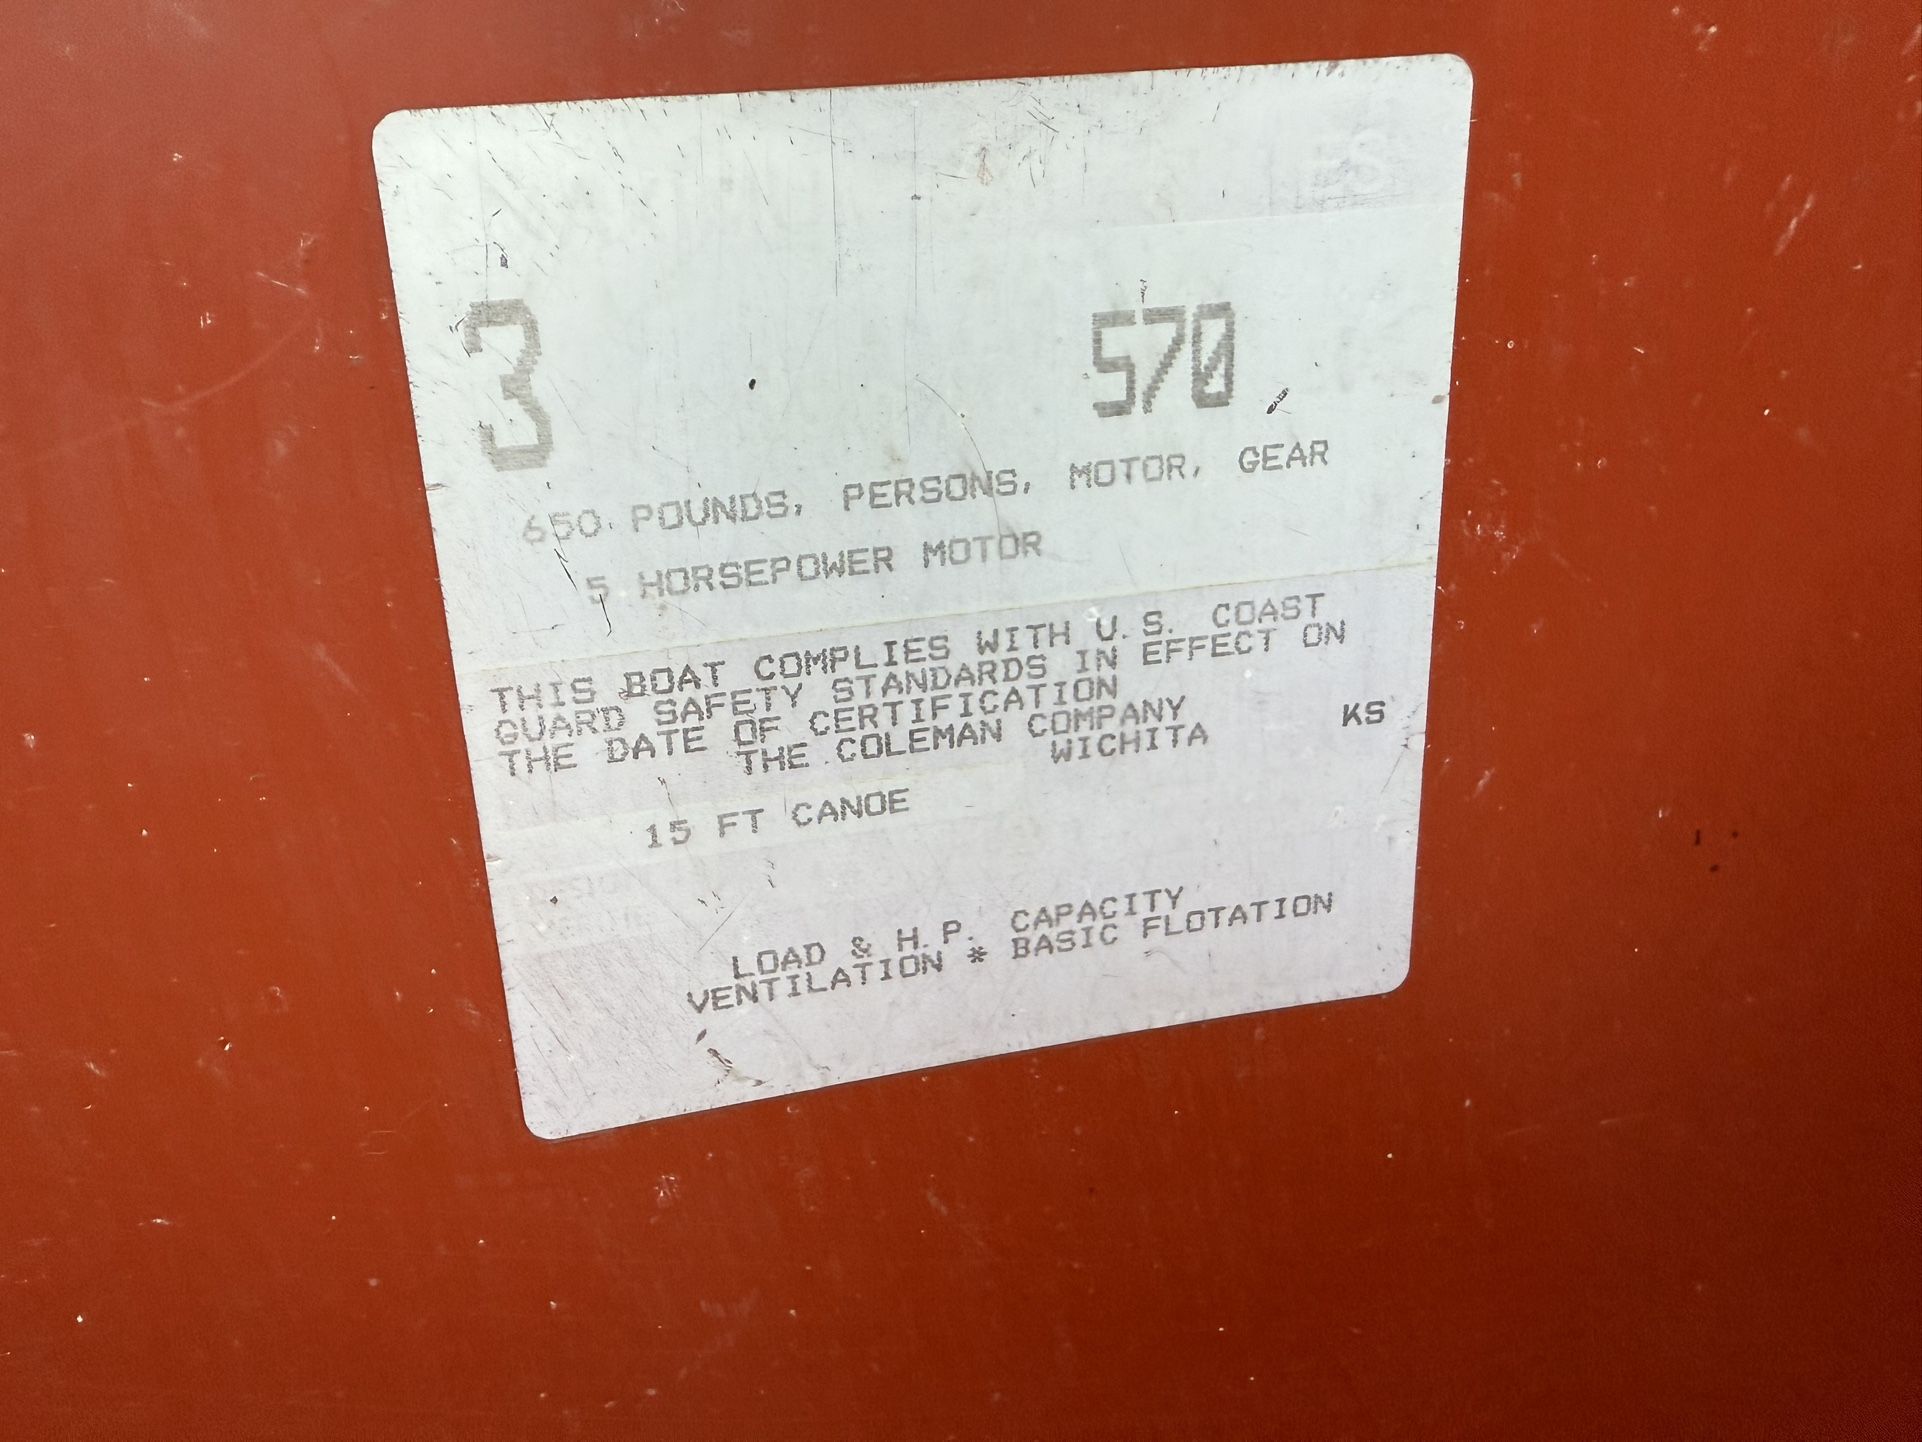 3 570
650 POUNDS, PERSONS, MOTOR, GEAR
5 HORSEPOWER MOTOR
THIS BOAT COMPLIES WITH U.S. COAST
GUARD SAFETY STANDARDS IN EFFECT ON
THE DATE OF CERTIFICATION
THE COLEMAN COMPANY
WICHITA KS
15 FT CANOE
LOAD & H.P. CAPACITY
VENTILATION * BASIC FLOTATION